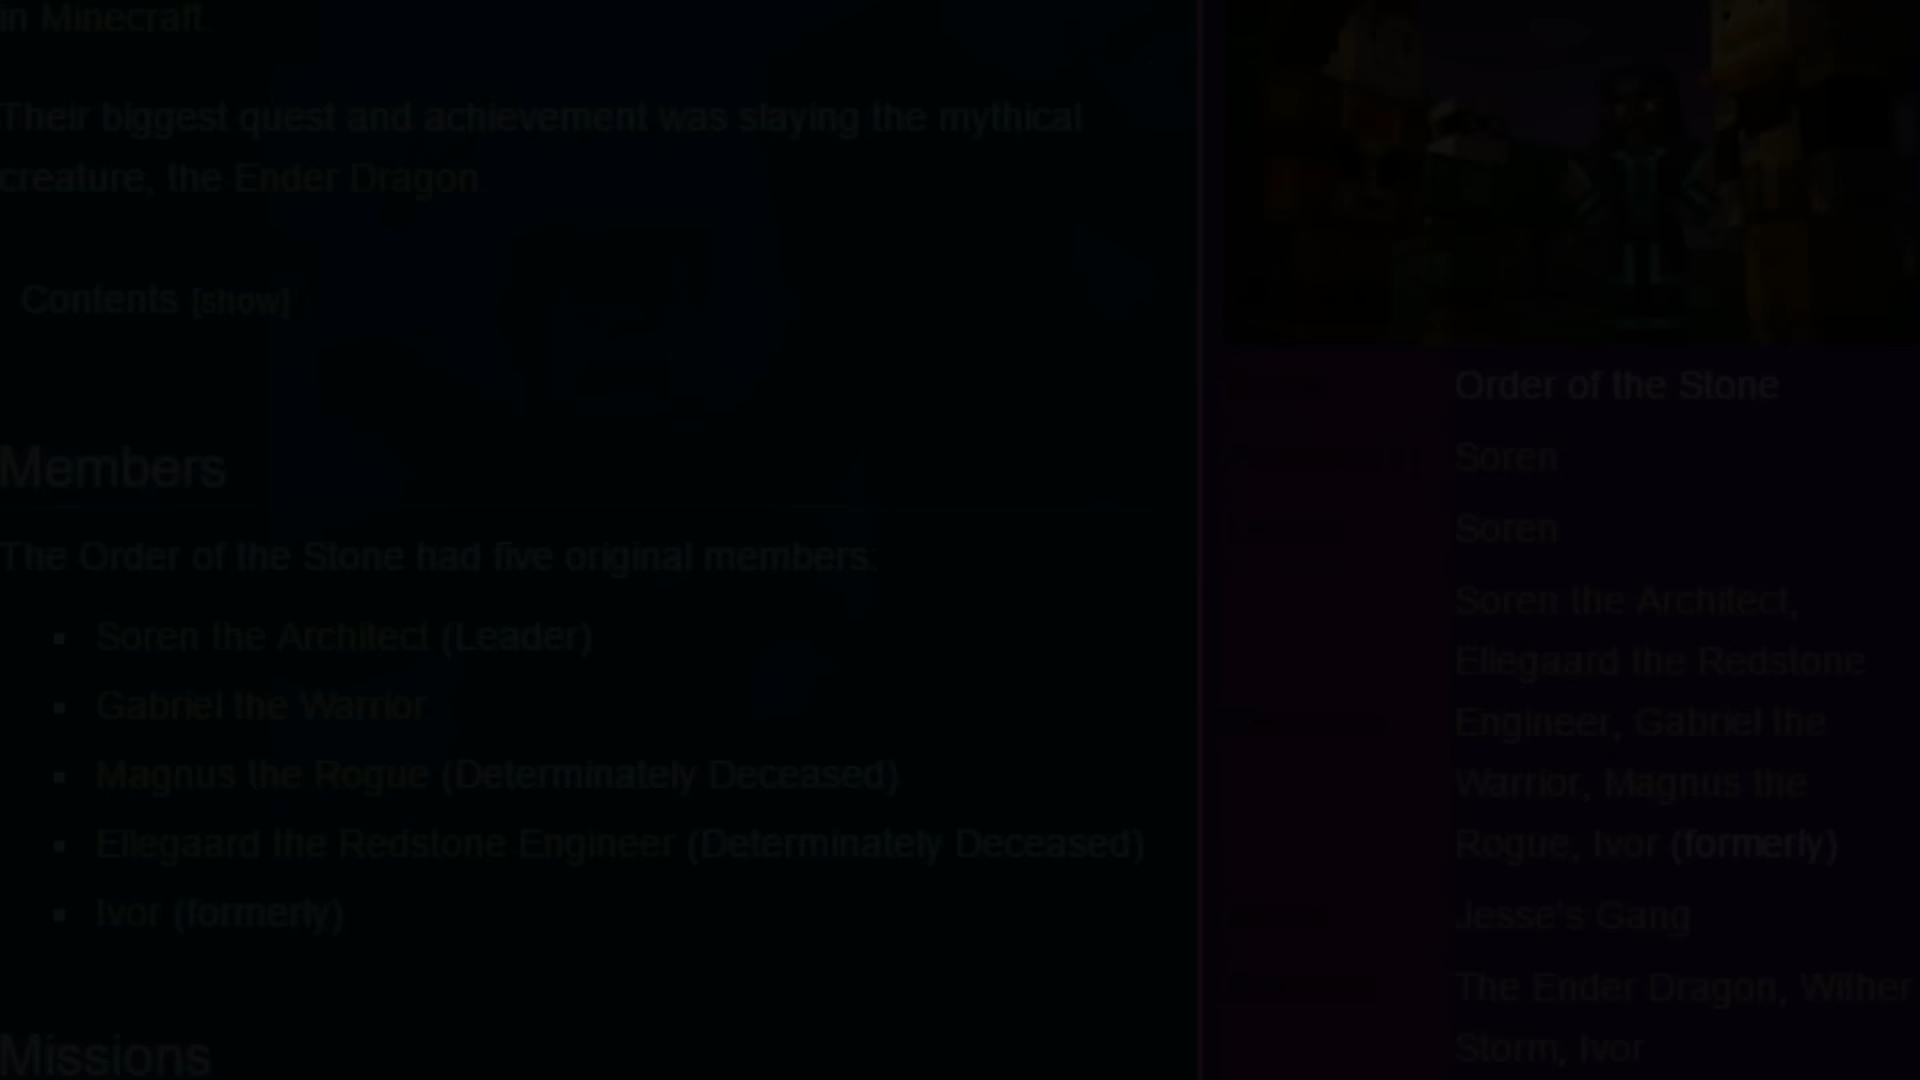 in Minecraft.
Their biggest quest and achievement was slaying the mythical
creature, the Ender Dragon.
Contents [show]
Members
The Order of the Stone had five original members:
Soren the Architect (Leader)
Gabriel the Warrior
Magnus the Rogue (Determinately Deceased)
Ellegaard the Redstone Engineer (Determinately Deceased)
Ivor (formerly)
Missions
Order of the Stone
Soren
Soren
Soren the Architect,
Ellegaard the Redstone
Engineer, Gabriel the
Warrior, Magnus the
Rogue, Ivor (formerly)
Jesse's Gang
The Ender Dragon, Wither
Storm, Ivor